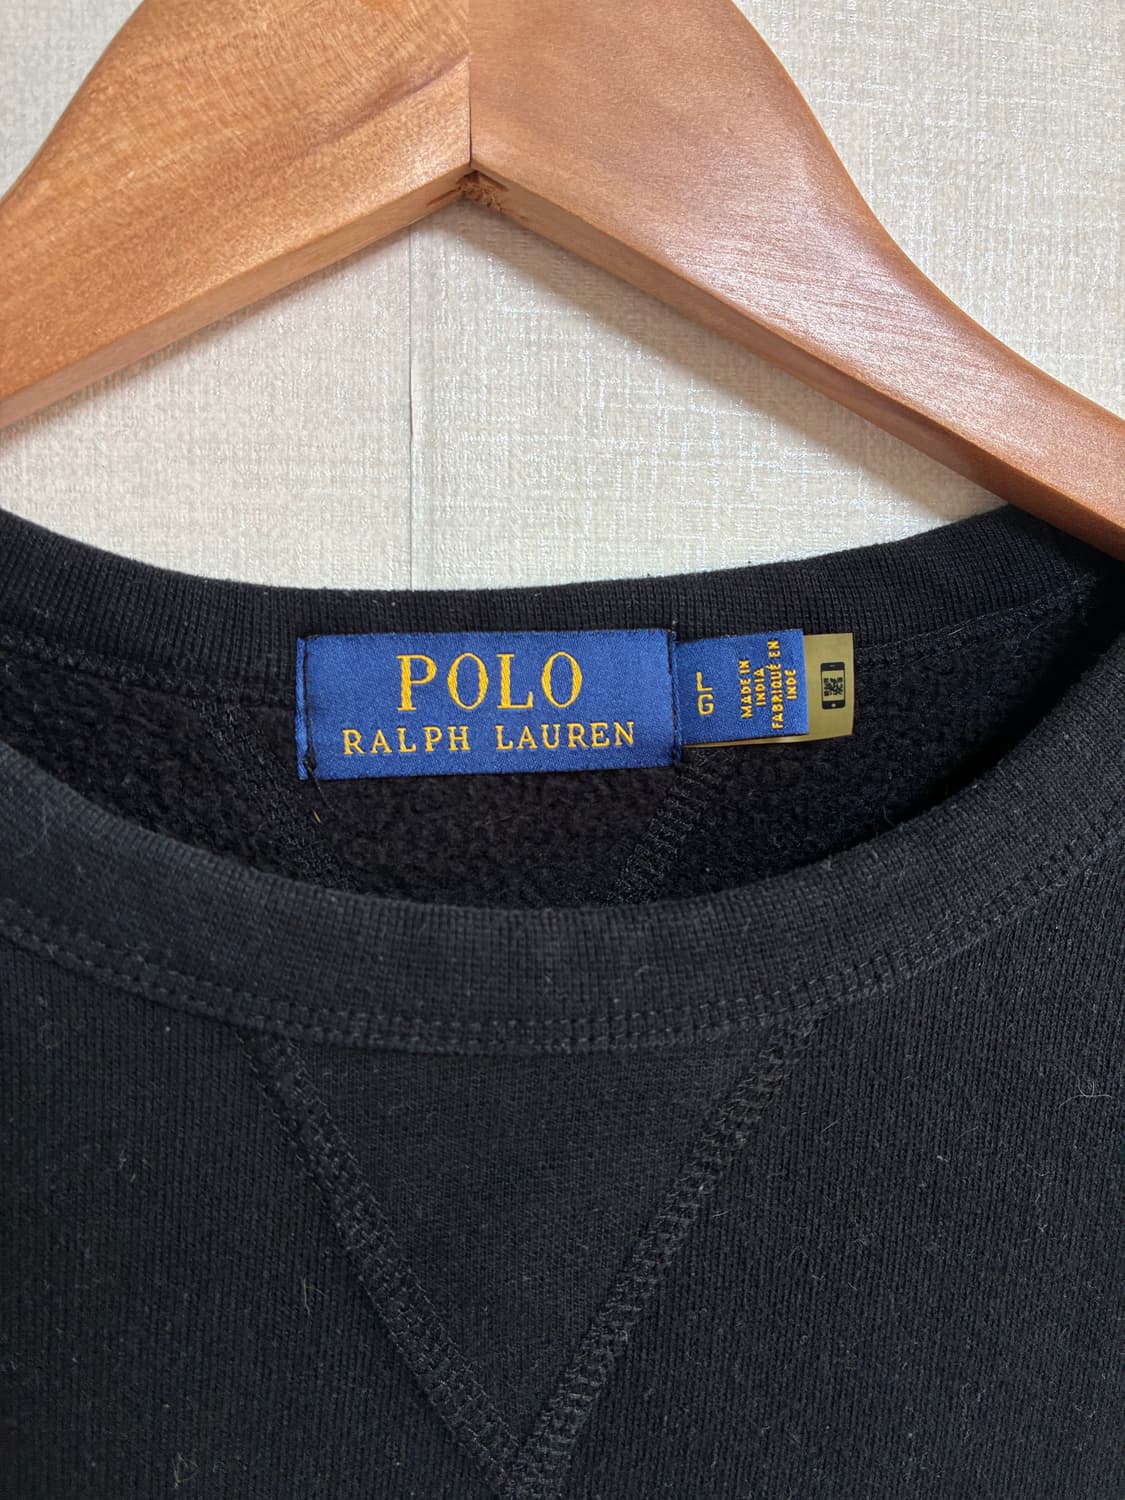 POLO
RALPH LAUREN
L
G
MADE IN
INDIA
FABRIQUÉ EN
INDE